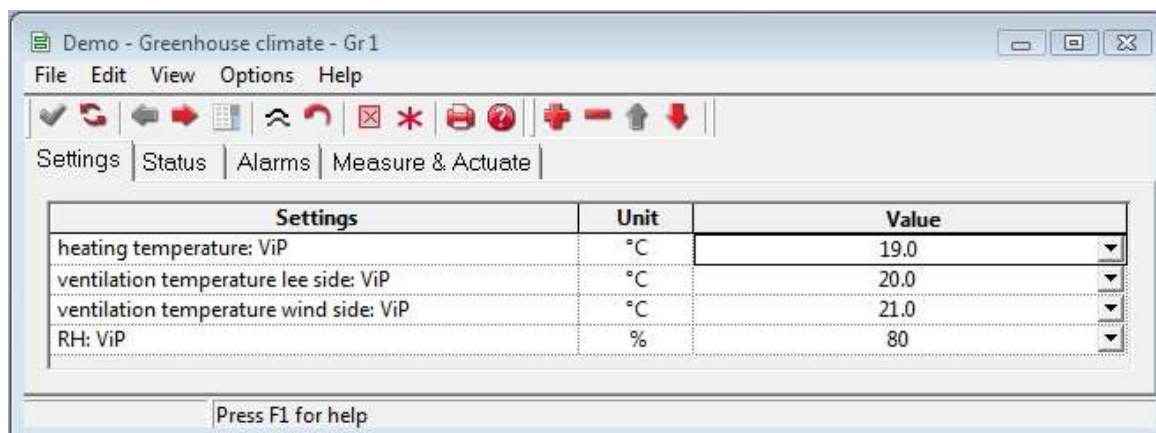 Demo - Greenhouse climate - Gr 1
File Edit View Options Help
Settings Status Alarms Measure & Actuate
Settings Unit Value
heating temperature: ViP °C 19.0
ventilation temperature lee side: ViP °C 20.0
ventilation temperature wind side: ViP °C 21.0
RH: ViP % 80
Press F1 for help